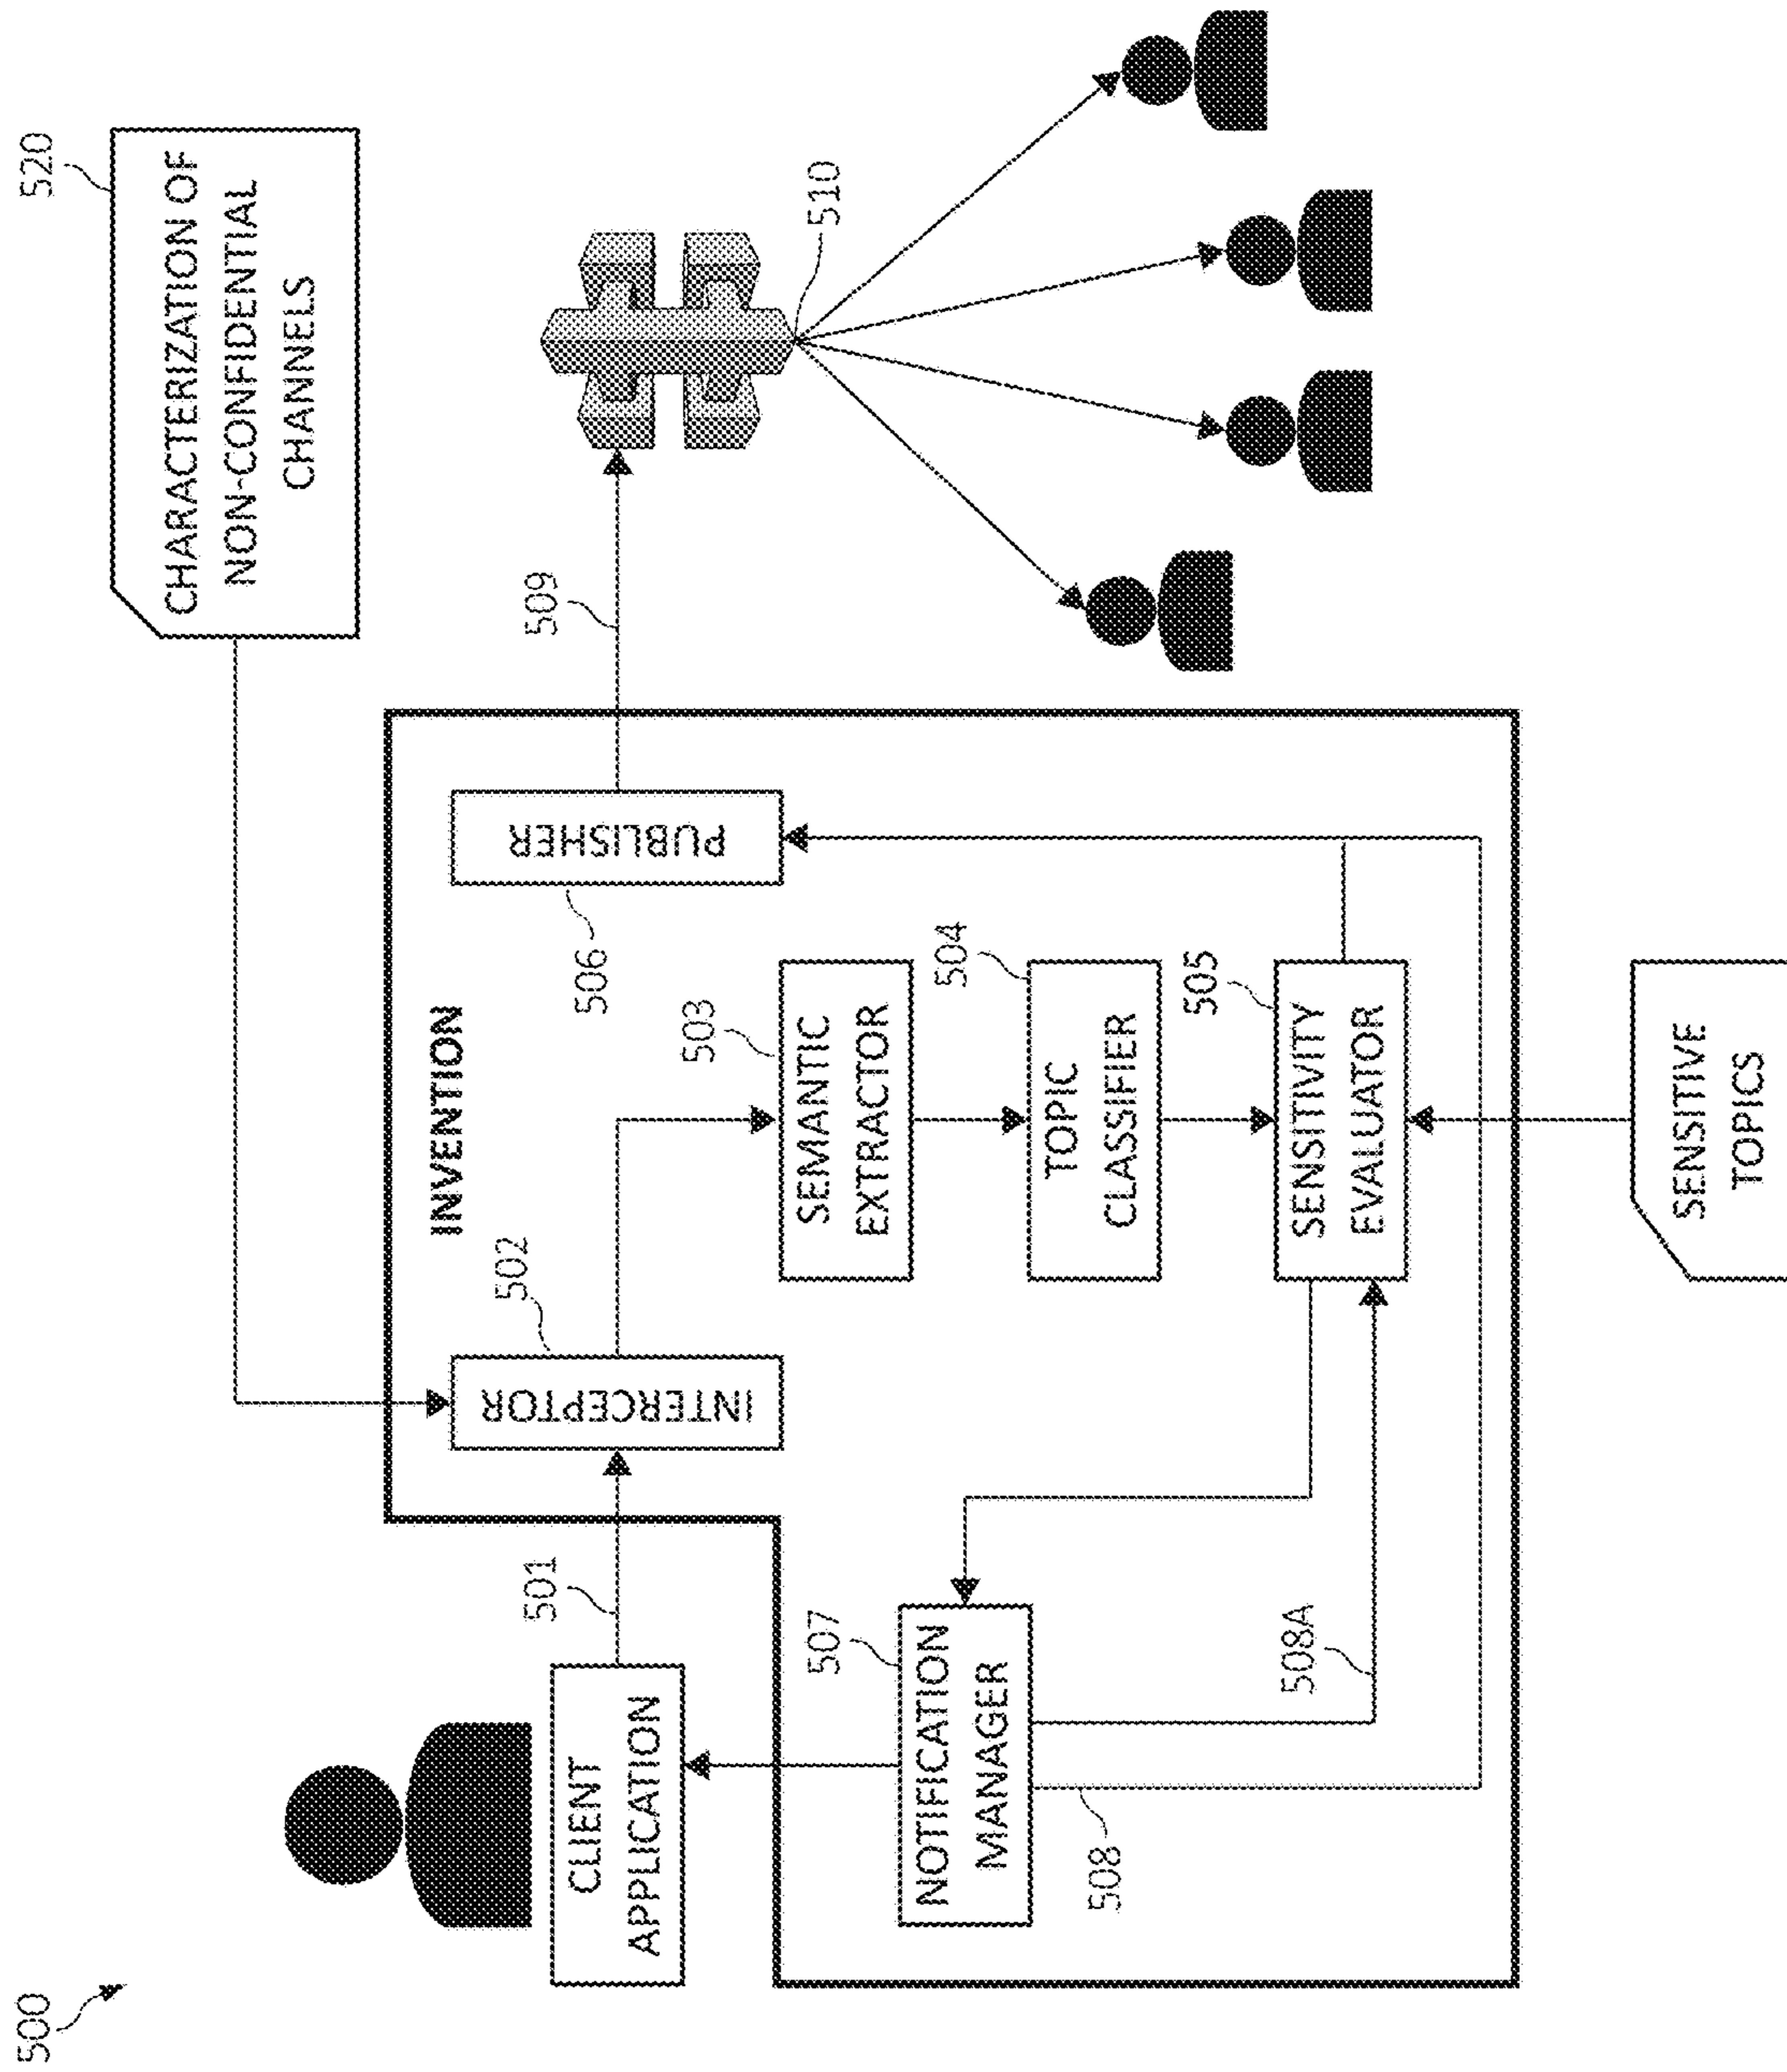 500
520
CHARACTERIZATION OF
NON-CONFIDENTIAL
CHANNELS
CLIENT
APPLICATION
501
INVENTION
502
INTERCEPTOR
506
PUBLISHER
509
510
503
SEMANTIC
EXTRACTOR
504
TOPIC
CLASSIFIER
505
SENSITIVITY
EVALUATOR
507
NOTIFICATION
MANAGER
508
508A
SENSITIVE
TOPICS